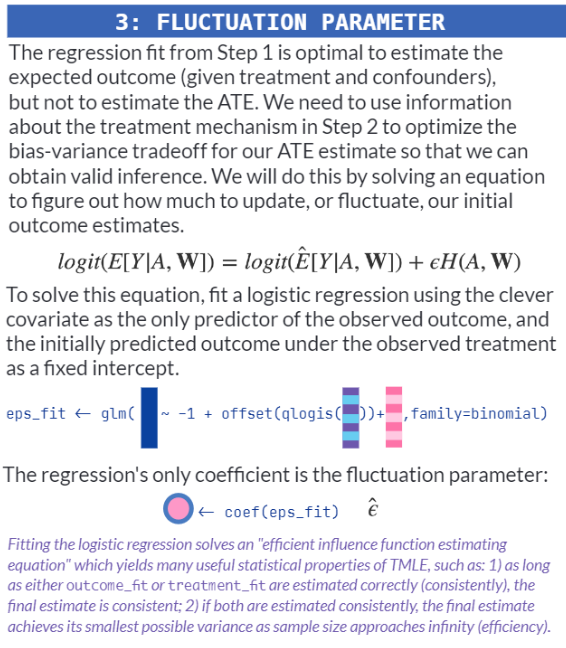 3: FLUCTUATION PARAMETER
The regression fit from Step 1 is optimal to estimate the
expected outcome (given treatment and confounders),
but not to estimate the ATE. We need to use information
about the treatment mechanism in Step 2 to optimize the
bias-variance tradeoff for our ATE estimate so that we can
obtain valid inference. We will do this by solving an equation
to figure out how much to update, or fluctuate, our initial
outcome estimates.
logit(E[Y|A, W]) = logit(Ê[Y|A, W]) + ϵH(A, W)
To solve this equation, fit a logistic regression using the clever
covariate as the only predictor of the observed outcome, and
the initially predicted outcome under the observed treatment
as a fixed intercept.
eps_fit ← glm( ~ -1 + offset(qlogis( ))+ ,family=binomial)
The regression's only coefficient is the fluctuation parameter:
← coef(eps_fit) ϵ̂
Fitting the logistic regression solves an "efficient influence function estimating
equation" which yields many useful statistical properties of TMLE, such as: 1) as long
as either outcome_fit or treatment_fit are estimated correctly (consistently), the
final estimate is consistent; 2) if both are estimated consistently, the final estimate
achieves its smallest possible variance as sample size approaches infinity (efficiency).